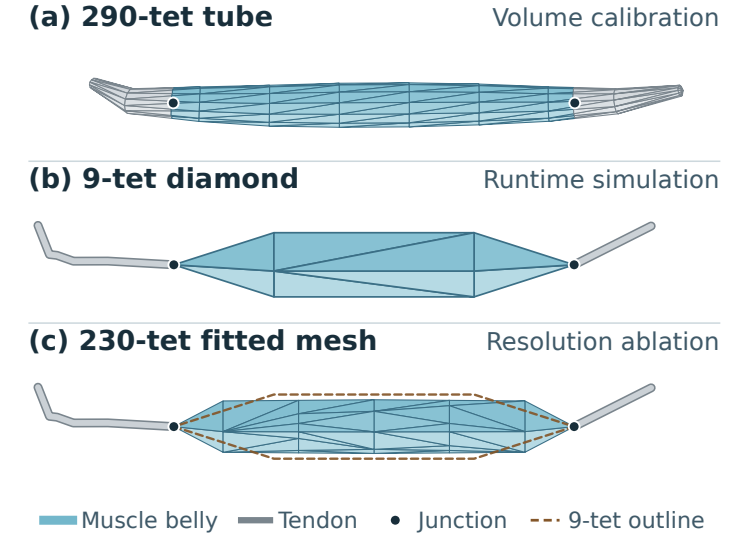 (a) 290-tet tube Volume calibration
(b) 9-tet diamond Runtime simulation
(c) 230-tet fitted mesh Resolution ablation
Muscle belly Tendon Junction 9-tet outline